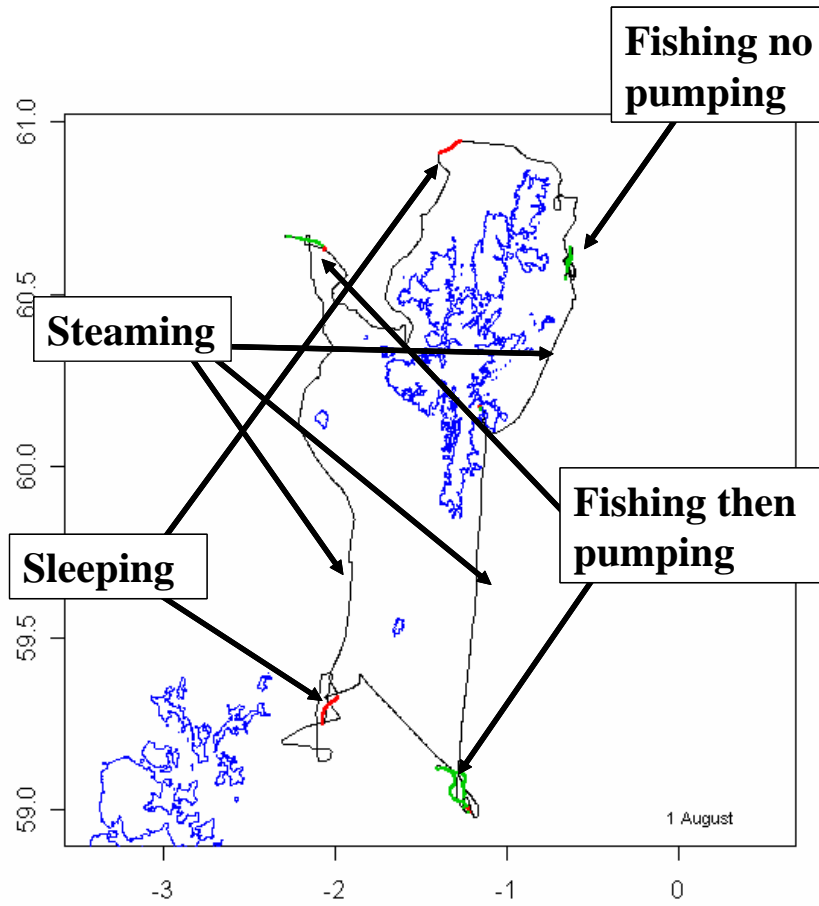 Fishing no
pumping
61.0
60.5
Steaming
60.0
Fishing then
pumping
Sleeping
59.5
59.0
1 August
-3 -2 -1 0